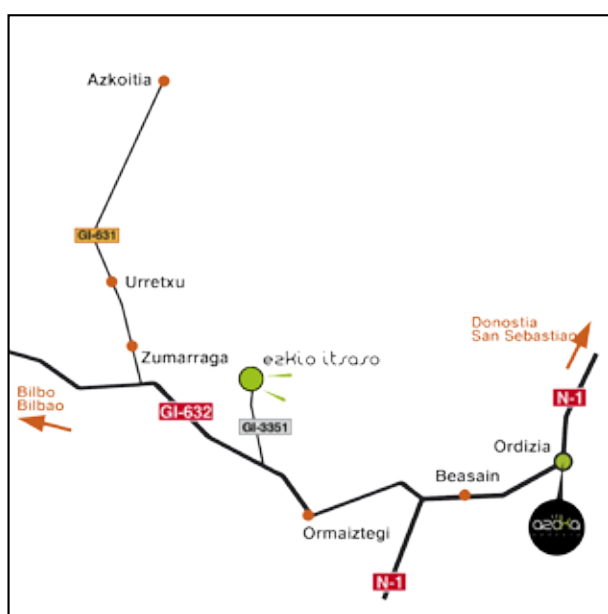 Azkoitia
GI-631
Urretxu
Donostia
San Sebastian
Zumarraga
ezkio itsaso
Bilbo
Bilbao
GI-632
N-1
GI-3351
Ordizia
Beasain
Ormaiztegi
azoka
N-1